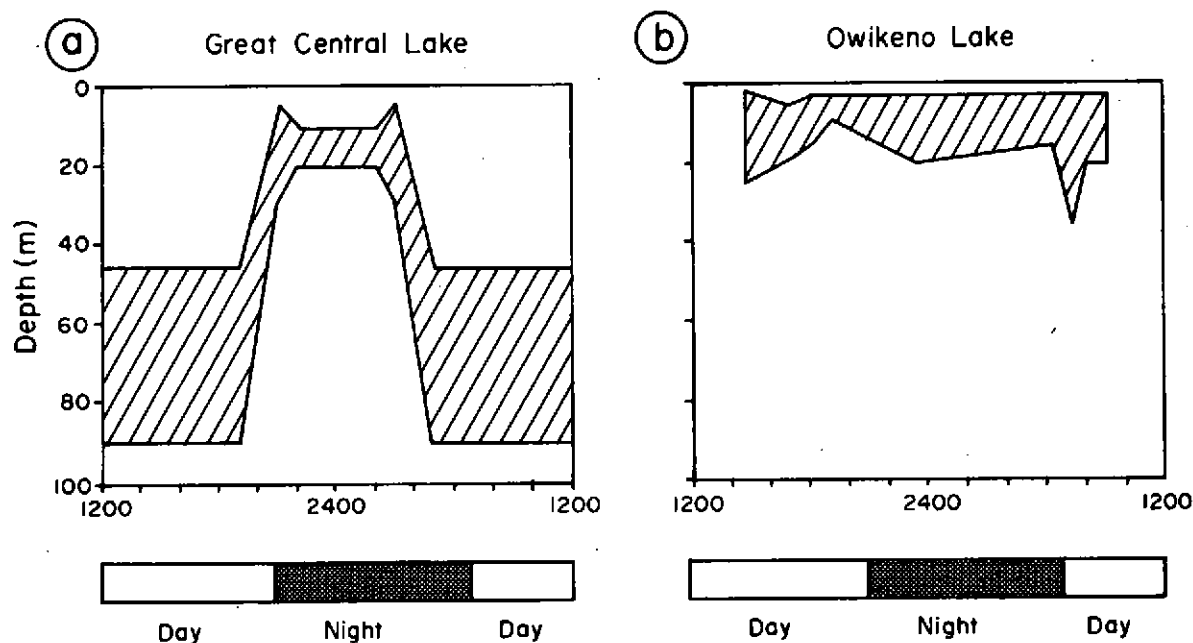 a
Great Central Lake
0
20
40
60
80
100
Depth (m)
1200
2400
1200
Day
Night
Day
b
Owikeno Lake
1200
2400
1200
Day
Night
Day